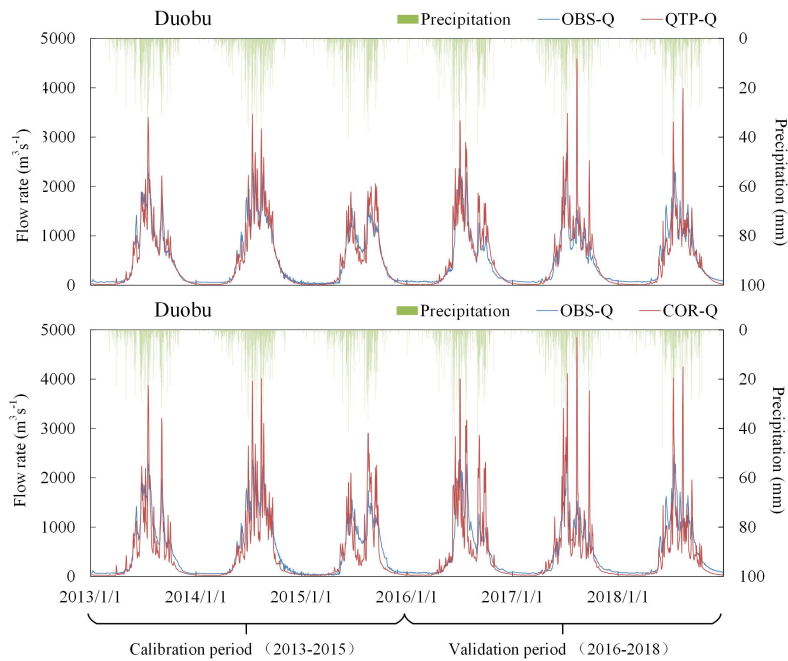 Duobu
Precipitation OBS-Q QTP-Q
5000 0
4000 20
3000 40
2000 60
1000 80
0 100
Flow rate (m³ s⁻¹)
Precipitation (mm)
Duobu
Precipitation OBS-Q COR-Q
5000 0
4000 20
3000 40
2000 60
1000 80
0 100
Flow rate (m³ s⁻¹)
Precipitation (mm)
2013/1/1 2014/1/1 2015/1/1 2016/1/1 2017/1/1 2018/1/1
Calibration period（2013-2015） Validation period（2016-2018）